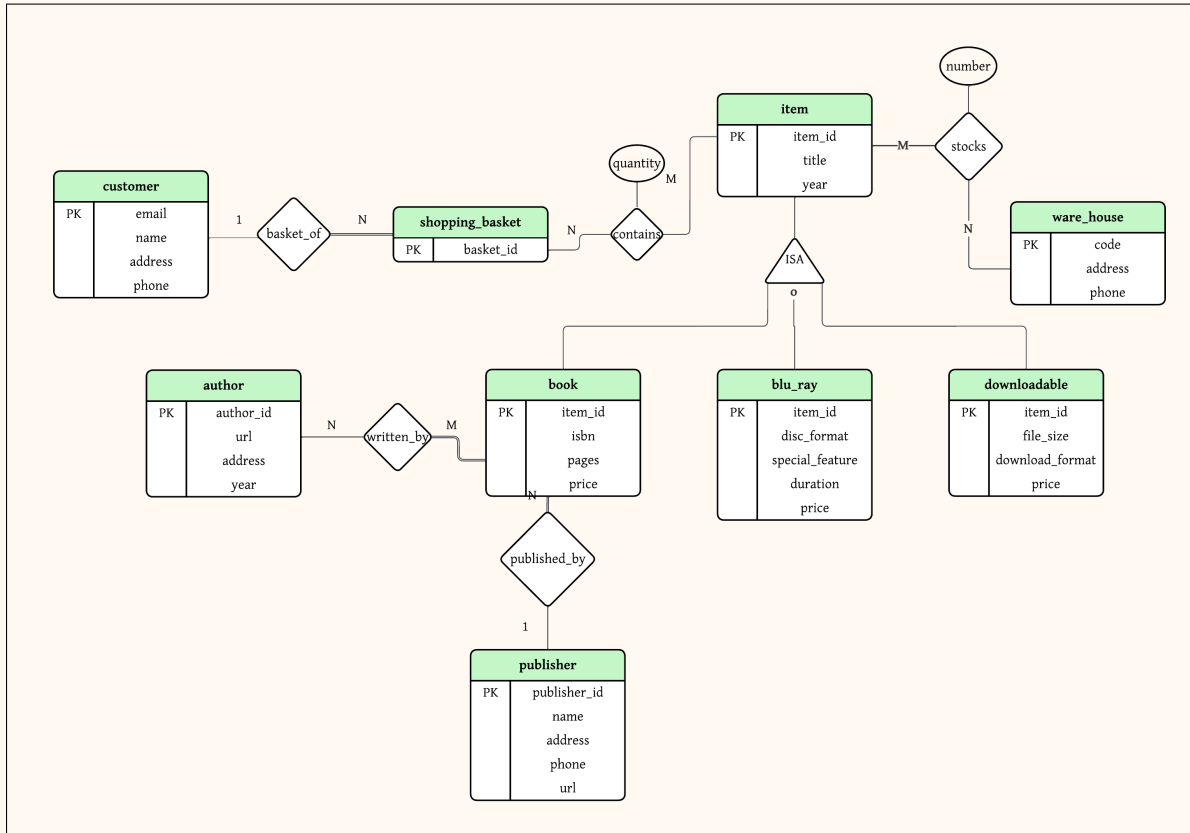 number
item
PK item_id
title
year
M
stocks
quantity
M
customer
PK email
name
address
phone
1
basket_of
N
shopping_basket
PK basket_id
N
contains
N
ware_house
PK code
address
phone
ISA
o
author
PK author_id
url
address
year
N
written_by
M
book
PK item_id
isbn
pages
price
blu_ray
PK item_id
disc_format
special_feature
duration
price
downloadable
PK item_id
file_size
download_format
price
N
published_by
1
publisher
PK publisher_id
name
address
phone
url